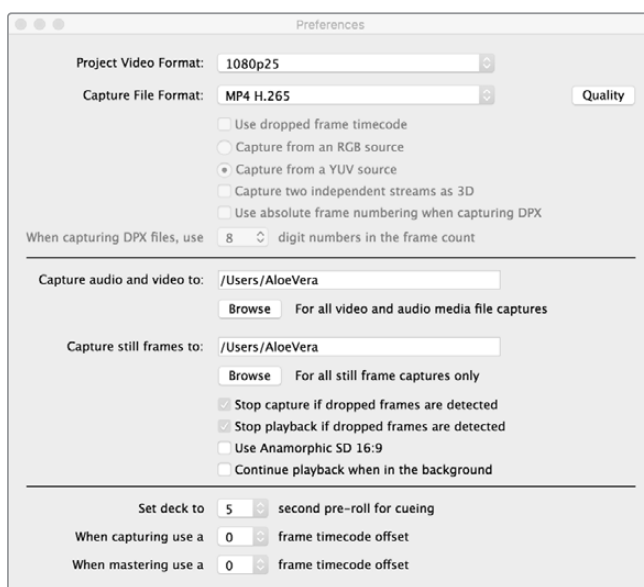 Preferences
Project Video Format: 1080p25
Capture File Format: MP4 H.265 Quality
Use dropped frame timecode
Capture from an RGB source
Capture from a YUV source
Capture two independent streams as 3D
Use absolute frame numbering when capturing DPX
When capturing DPX files, use 8 digit numbers in the frame count
Capture audio and video to: /Users/AloeVera
Browse For all video and audio media file captures
Capture still frames to: /Users/AloeVera
Browse For all still frame captures only
Stop capture if dropped frames are detected
Stop playback if dropped frames are detected
Use Anamorphic SD 16:9
Continue playback when in the background
Set deck to 5 second pre-roll for cueing
When capturing use a 0 frame timecode offset
When mastering use a 0 frame timecode offset